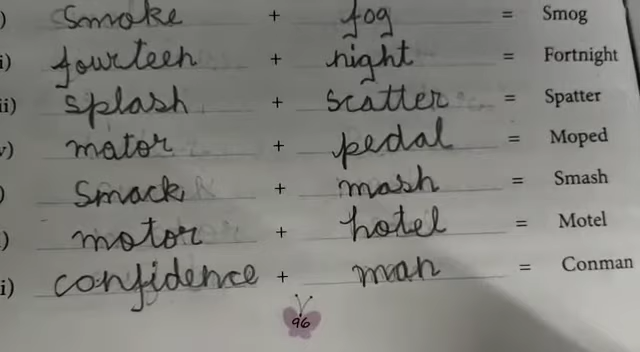 ) Smoke + fog = Smog
i) fourteen + night = Fortnight
ii) splash + scatter = Spatter
v) motor + pedal = Moped
) Smack + mash = Smash
.) motor + hotel = Motel
i) confidence + man = Conman
96